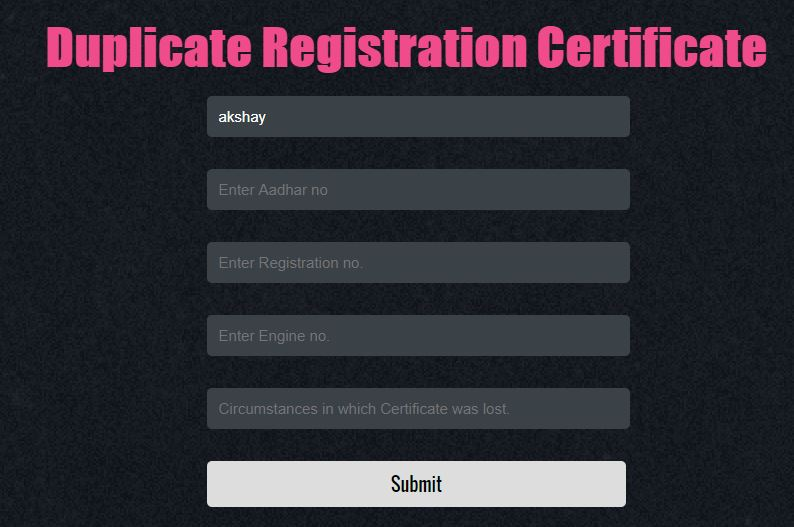 Duplicate Registration Certificate
akshay
Enter Aadhar no
Enter Registration no.
Enter Engine no.
Circumstances in which Certificate was lost.
Submit